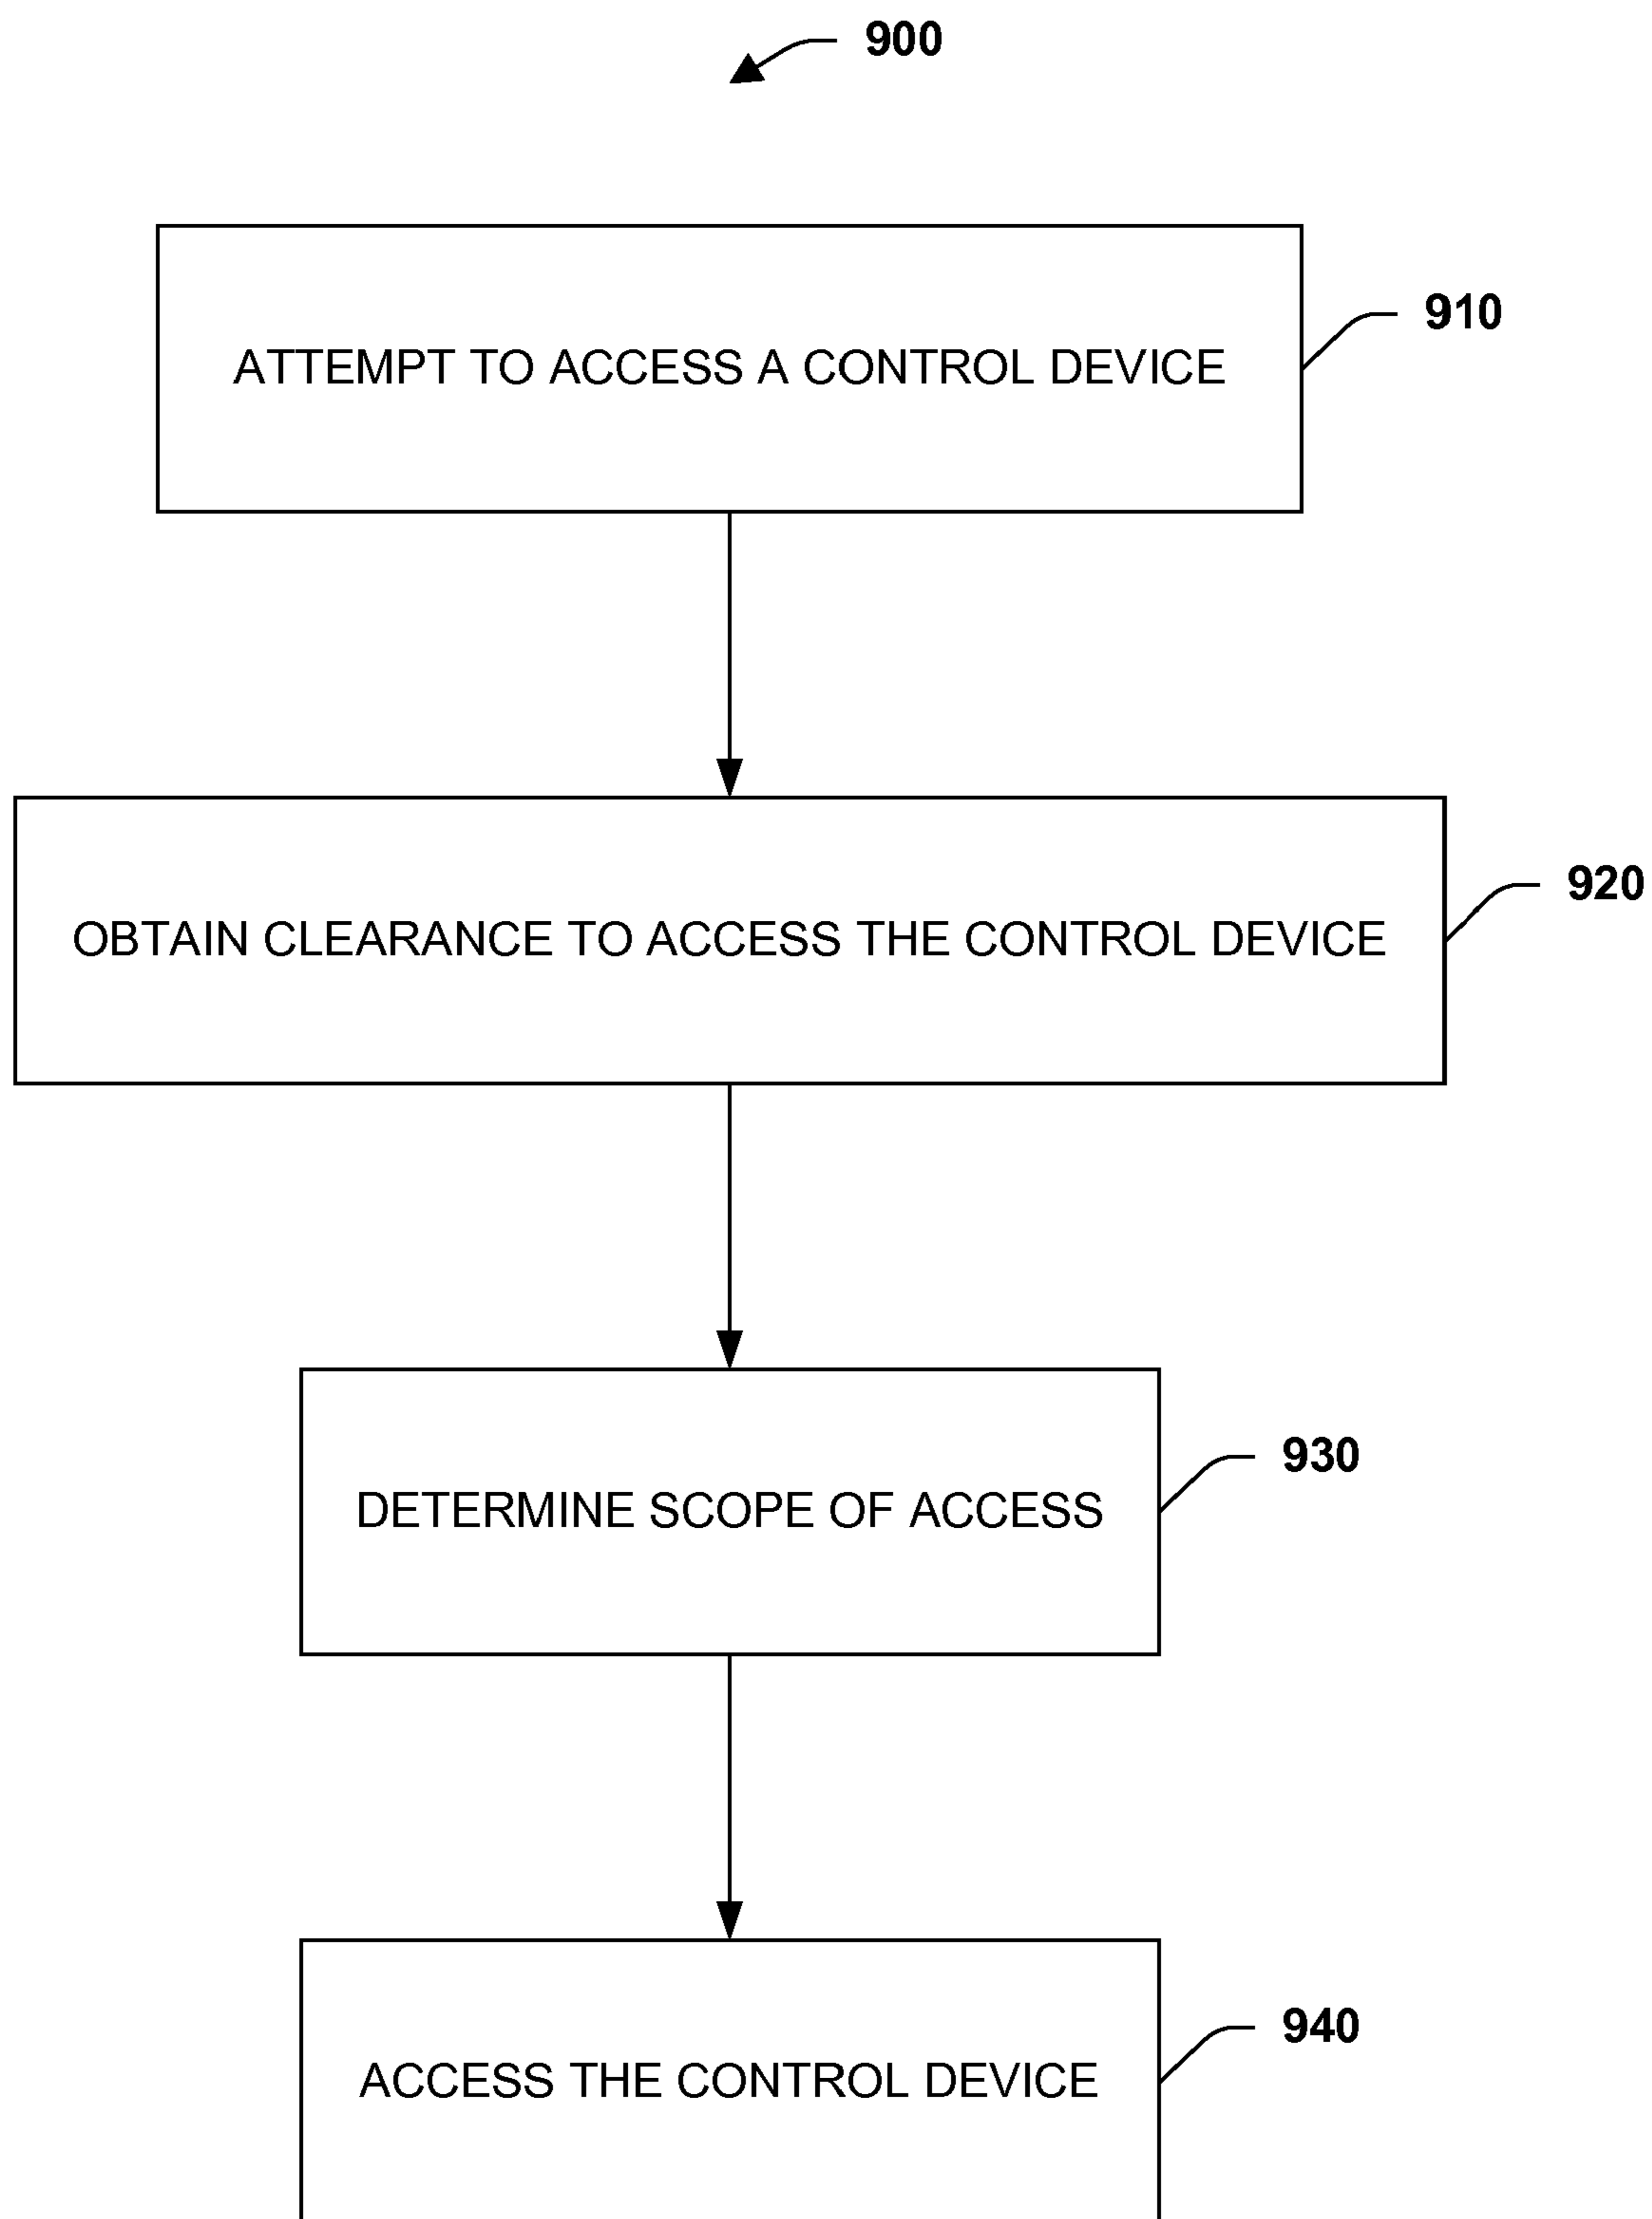 900
910
ATTEMPT TO ACCESS A CONTROL DEVICE
920
OBTAIN CLEARANCE TO ACCESS THE CONTROL DEVICE
930
DETERMINE SCOPE OF ACCESS
940
ACCESS THE CONTROL DEVICE